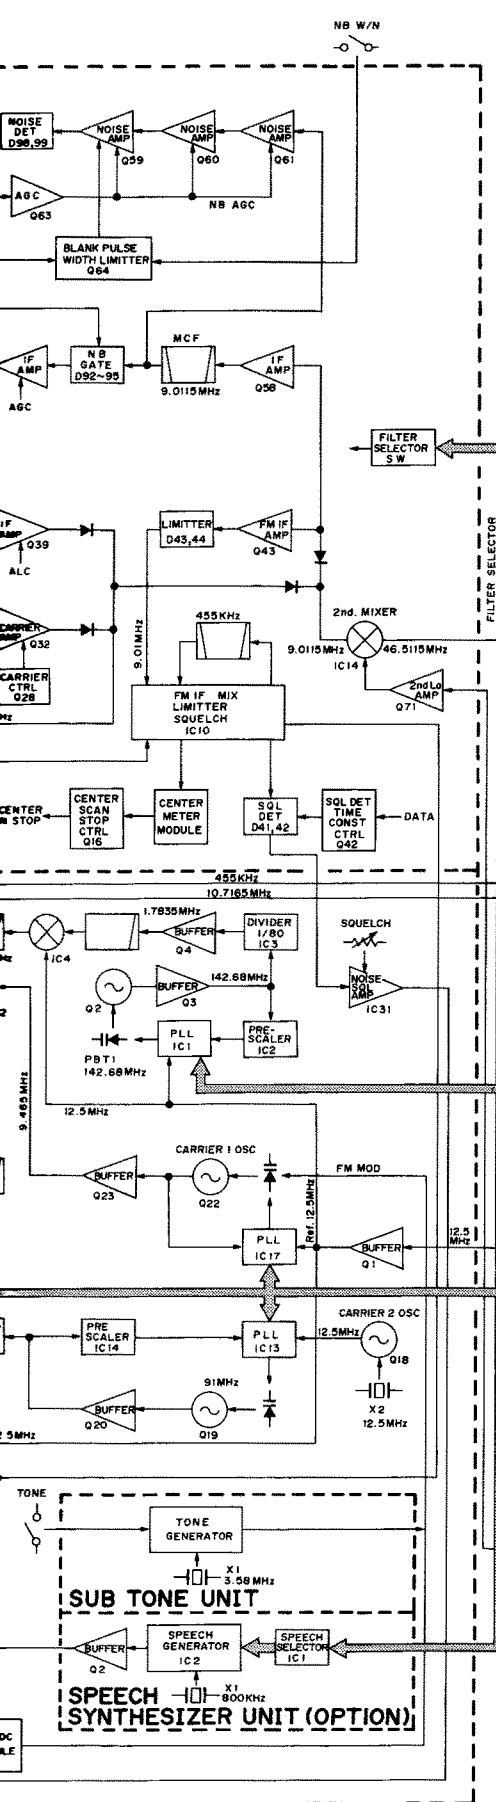 NB W/N
NOISE DET D98,99
NOISE AMP
Q59
NOISE AMP
Q60
NOISE AMP
Q61
AGC
Q63
NB AGC
BLANK PULSE WIDTH LIMITTER Q64
IF AMP
AGC
NB GATE D92~95
MCF
9.0115MHz
IF AMP
Q58
FILTER SELECTOR SW
FILTER SELECTOR
IF AMP
Q39
ALC
LIMITTER D43,44
FM IF AMP
Q43
CARRIER AMP
Q32
CARRIER CTRL Q28
Hz
9.01MHz
455KHz
2nd. MIXER
9.0115MHz
46.5115MHz
IC14
2nd Lo AMP
Q71
FM IF MIX
LIMITTER
SQUELCH
IC10
CENTER
N STOP
CENTER SCAN STOP CTRL Q16
CENTER METER MODULE
SQL DET D41,42
SQL DET TIME CONST CTRL Q42
DATA
455KHz
10.7165MHz
IC4
1.7835MHz
BUFFER
Q4
DIVIDER 1/80 IC3
SQUELCH
NOISE SQL AMP
IC31
Q2
BUFFER
Q3
142.68MHz
PBT1
142.68MHz
PLL IC1
PRE-SCALER IC2
9.465MHz
12.5MHz
CARRIER 1 OSC
BUFFER
Q23
Q22
FM MOD
Ref. 12.5MHz
PLL IC17
BUFFER
Q1
12.5 MHz
PRE SCALER IC14
PLL IC13
CARRIER 2 OSC
12.5MHz
Q18
X2
12.5MHz
91MHz
BUFFER
Q20
Q19
2.5MHz
TONE
TONE GENERATOR
X1
3.58MHz
SUB TONE UNIT
BUFFER
Q2
SPEECH GENERATOR IC2
SPEECH SELECTOR IC1
X1
800KHz
SPEECH
SYNTHESIZER UNIT (OPTION)
DC